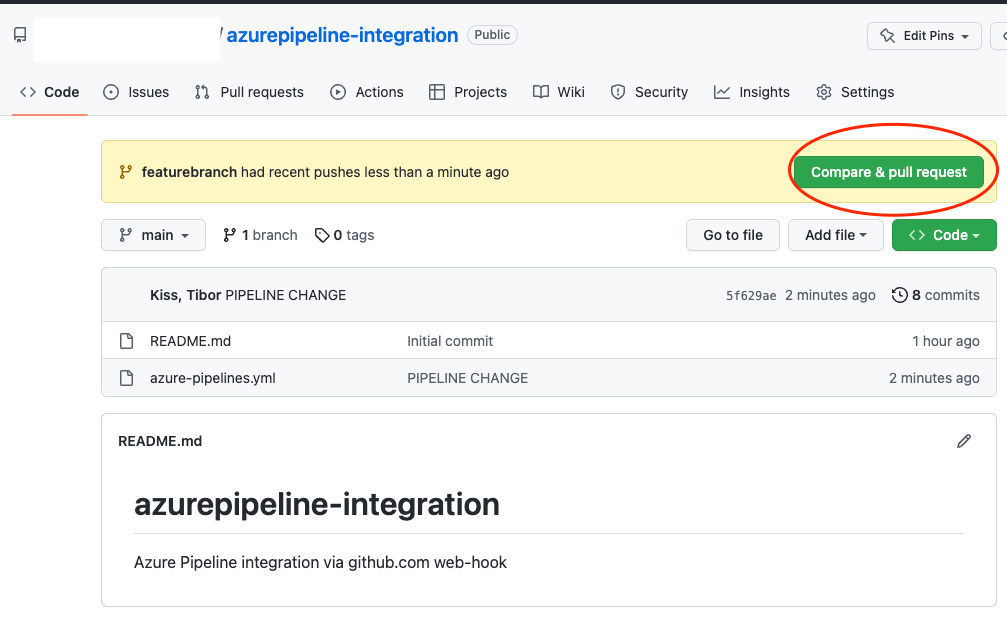 / azurepipeline-integration Public Edit Pins
Code Issues Pull requests Actions Projects Wiki Security Insights Settings
featurebranch had recent pushes less than a minute ago Compare & pull request
main 1 branch 0 tags Go to file Add file Code
Kiss, Tibor PIPELINE CHANGE 5f629ae 2 minutes ago 8 commits
README.md Initial commit 1 hour ago
azure-pipelines.yml PIPELINE CHANGE 2 minutes ago
README.md
azurepipeline-integration
Azure Pipeline integration via github.com web-hook